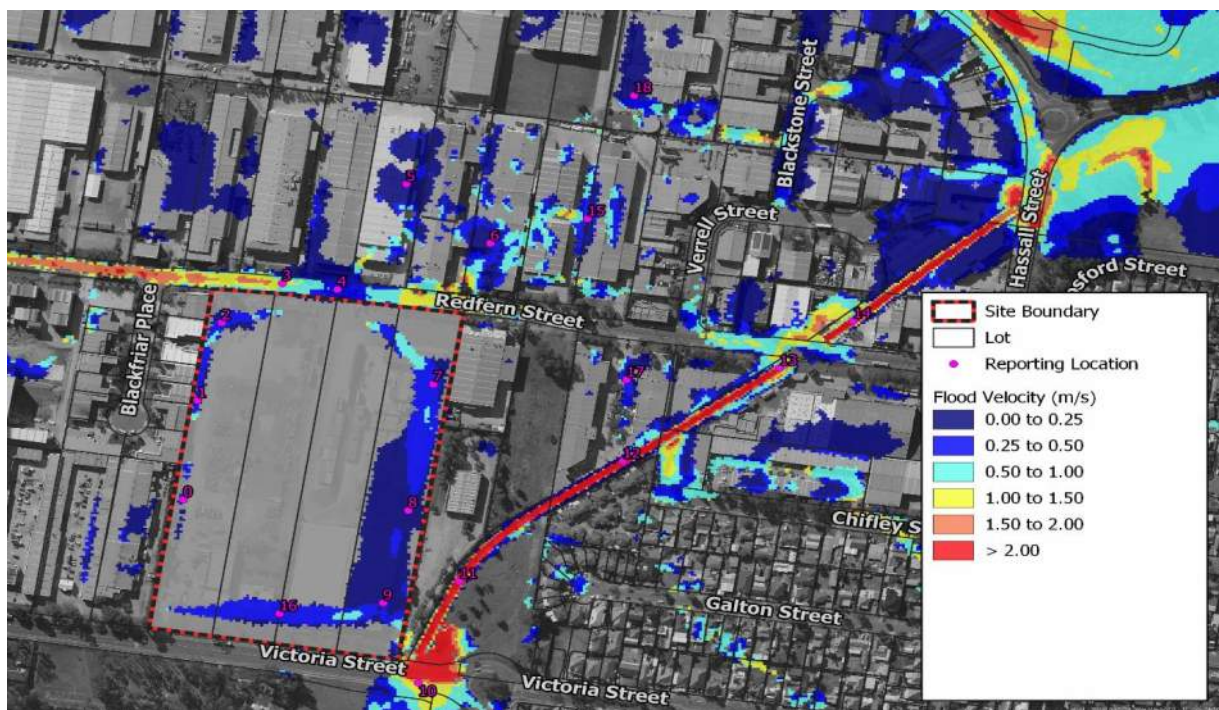 18
Blackstone Street
5
15
Verrell Street
6
Hassall Street
nsford Street
3
4
Redfern Street
14
Blackfriar Place
2
13
7
17
1
12
0
8
Chifley S
11
Galton Street
9
16
Victoria Street
10
Victoria Street
Site Boundary
Lot
Reporting Location
Flood Velocity (m/s)
0.00 to 0.25
0.25 to 0.50
0.50 to 1.00
1.00 to 1.50
1.50 to 2.00
> 2.00